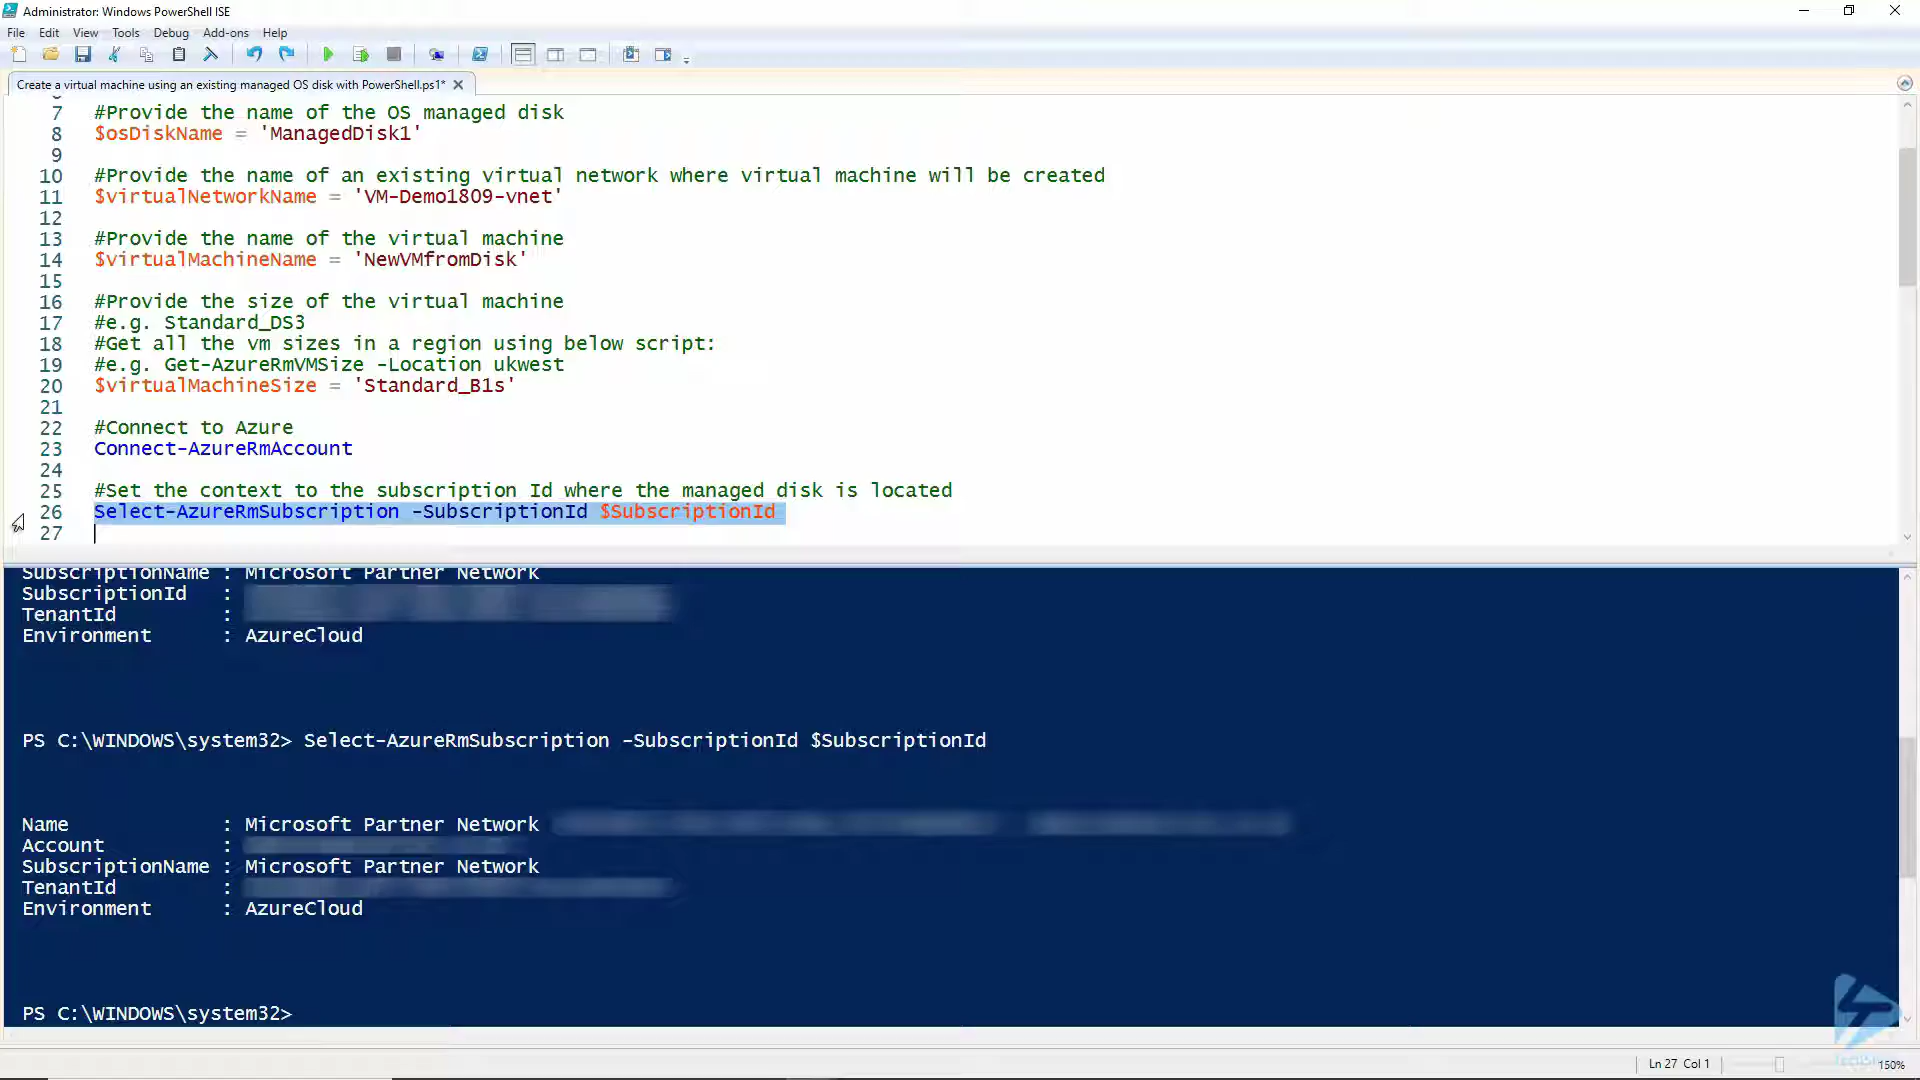 Administrator: Windows PowerShell ISE
File Edit View Tools Debug Add-ons Help
Create a virtual machine using an existing managed OS disk with PowerShell.ps1*
7 #Provide the name of the OS managed disk
8 $osDiskName = 'ManagedDisk1'
9
10 #Provide the name of an existing virtual network where virtual machine will be created
11 $virtualNetworkName = 'VM-Demo1809-vnet'
12
13 #Provide the name of the virtual machine
14 $virtualMachineName = 'NewVMfromDisk'
15
16 #Provide the size of the virtual machine
17 #e.g. Standard_DS3
18 #Get all the vm sizes in a region using below script:
19 #e.g. Get-AzureRmVMSize -Location ukwest
20 $virtualMachineSize = 'Standard_B1s'
21
22 #Connect to Azure
23 Connect-AzureRmAccount
24
25 #Set the context to the subscription Id where the managed disk is located
26 Select-AzureRmSubscription -SubscriptionId $SubscriptionId
27
SubscriptionName : Microsoft Partner Network
SubscriptionId :
TenantId :
Environment : AzureCloud
PS C:\WINDOWS\system32> Select-AzureRmSubscription -SubscriptionId $SubscriptionId
Name : Microsoft Partner Network
Account :
SubscriptionName : Microsoft Partner Network
TenantId :
Environment : AzureCloud
PS C:\WINDOWS\system32>
Ln 27 Col 1
150%